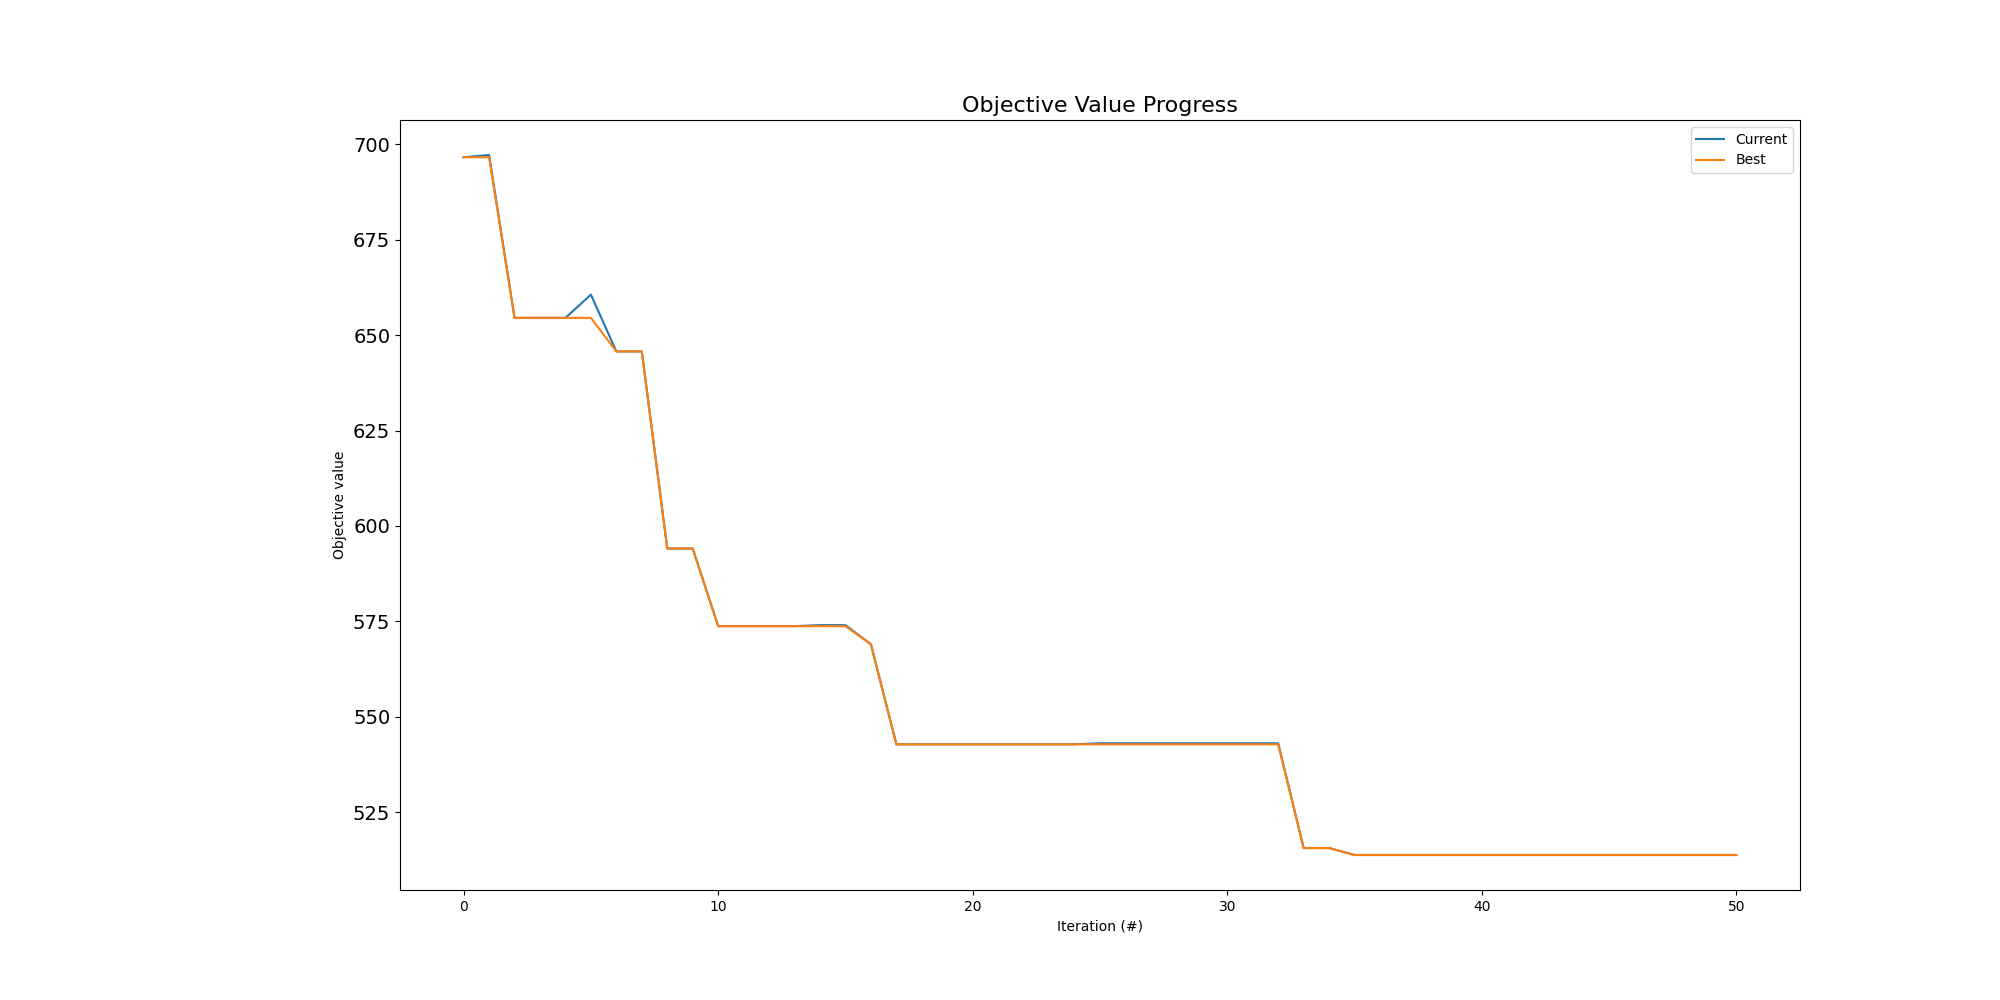 Objective Value Progress
Current
Best
700
675
650
625
600
575
550
525
Objective value
0 10 20 30 40 50
Iteration (#)